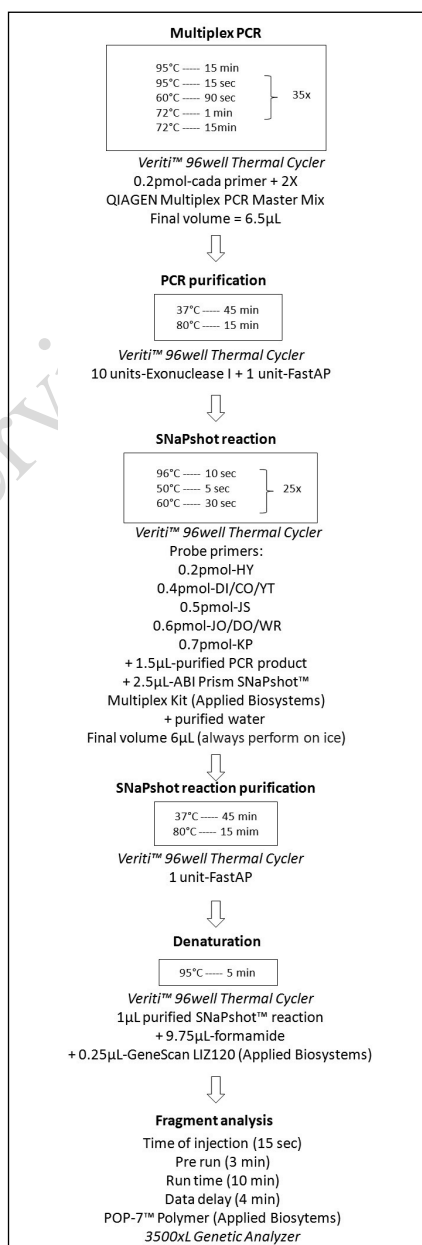 Multiplex PCR
95°C ----- 15 min
95°C ----- 15 sec
60°C ----- 90 sec
72°C ----- 1 min
72°C ----- 15min
35x
Veriti™ 96well Thermal Cycler
0.2pmol-cada primer + 2X
QIAGEN Multiplex PCR Master Mix
Final volume = 6.5µL
PCR purification
37°C ----- 45 min
80°C ----- 15 min
Veriti™ 96well Thermal Cycler
10 units-Exonuclease I + 1 unit-FastAP
SNaPshot reaction
96°C ----- 10 sec
50°C ----- 5 sec
60°C ----- 30 sec
25x
Veriti™ 96well Thermal Cycler
Probe primers:
0.2pmol-HY
0.4pmol-DI/CO/YT
0.5pmol-JS
0.6pmol-JO/DO/WR
0.7pmol-KP
+ 1.5µL-purified PCR product
+ 2.5µL-ABI Prism SNaPshot™
Multiplex Kit (Applied Biosystems)
+ purified water
Final volume 6µL (always perform on ice)
SNaPshot reaction purification
37°C ----- 45 min
80°C ----- 15 mim
Veriti™ 96well Thermal Cycler
1 unit-FastAP
Denaturation
95°C ----- 5 min
Veriti™ 96well Thermal Cycler
1µL purified SNaPshot™ reaction
+ 9.75µL-formamide
+ 0.25µL-GeneScan LIZ120 (Applied Biosystems)
Fragment analysis
Time of injection (15 sec)
Pre run (3 min)
Run time (10 min)
Data delay (4 min)
POP-7™ Polymer (Applied Biosytems)
3500xL Genetic Analyzer